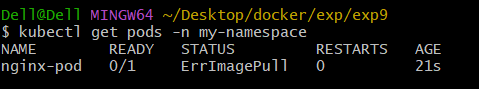 Dell@Dell MINGW64 ~/Desktop/docker/exp/exp9
$ kubectl get pods -n my-namespace
NAME        READY   STATUS         RESTARTS   AGE
nginx-pod   0/1     ErrImagePull   0          21s